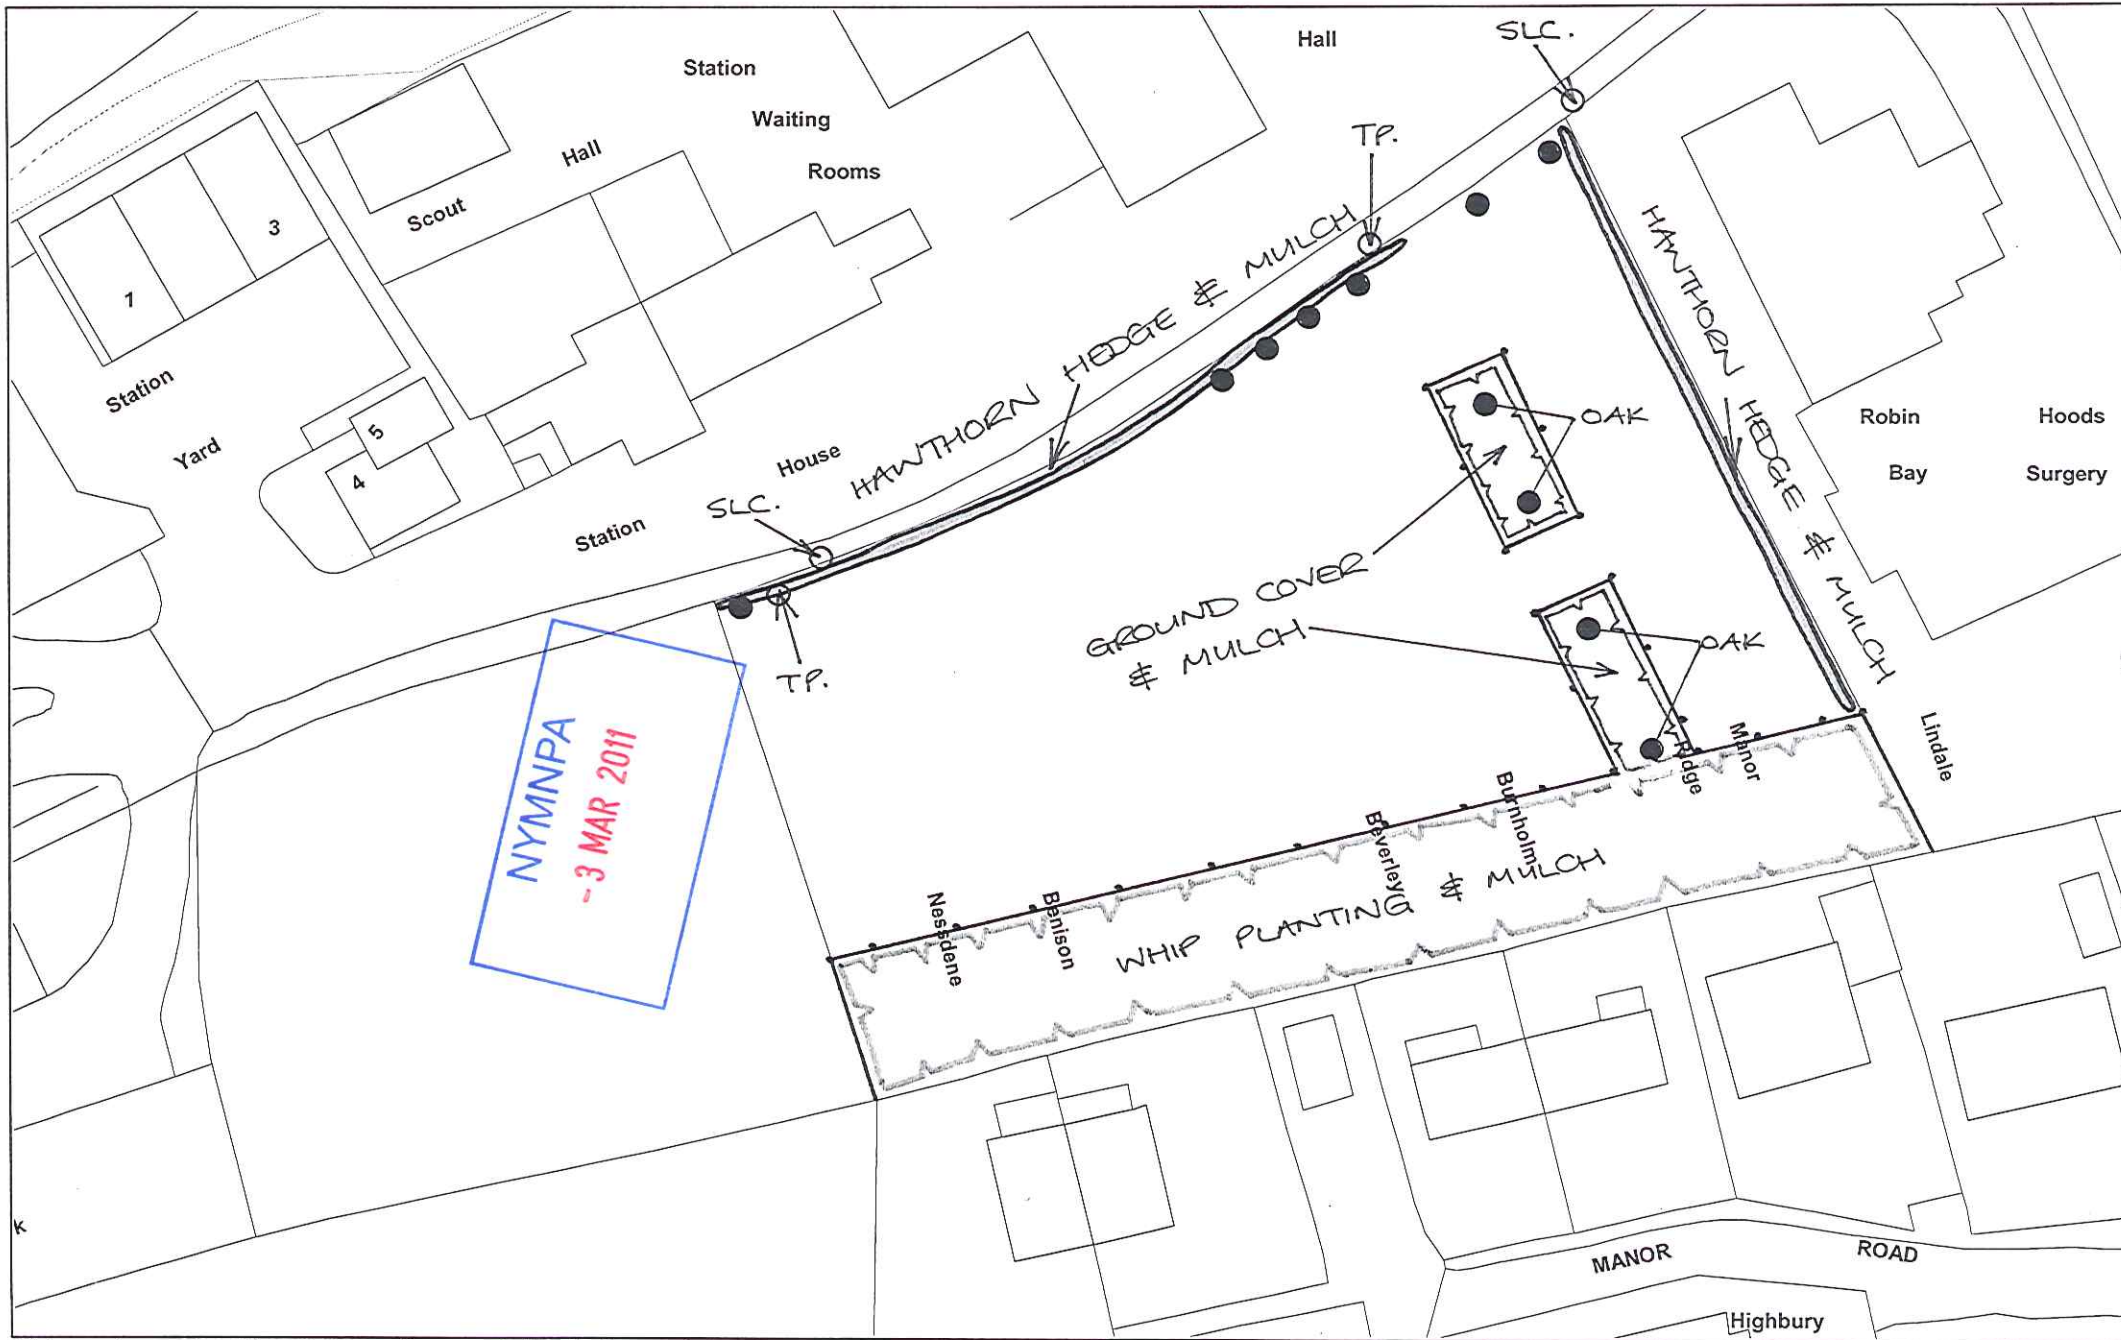 Hall
SLC.
Station
Waiting
Rooms
TP.
Hall
Scout
3
1
HAWTHORN HEDGE & MULCH
HAWTHORN HEDGE & MULCH
Station
Yard
5
4
House
Station
SLC.
TP.
OAK
Robin Hoods
Bay Surgery
GROUND COVER
& MULCH
OAK
NYMNPA
- 3 MAR 2011
Lindale
Manor
Ridge
Burnholm
Beverley
Benison
Nessdene
WHIP PLANTING & MULCH
k
MANOR ROAD
Highbury